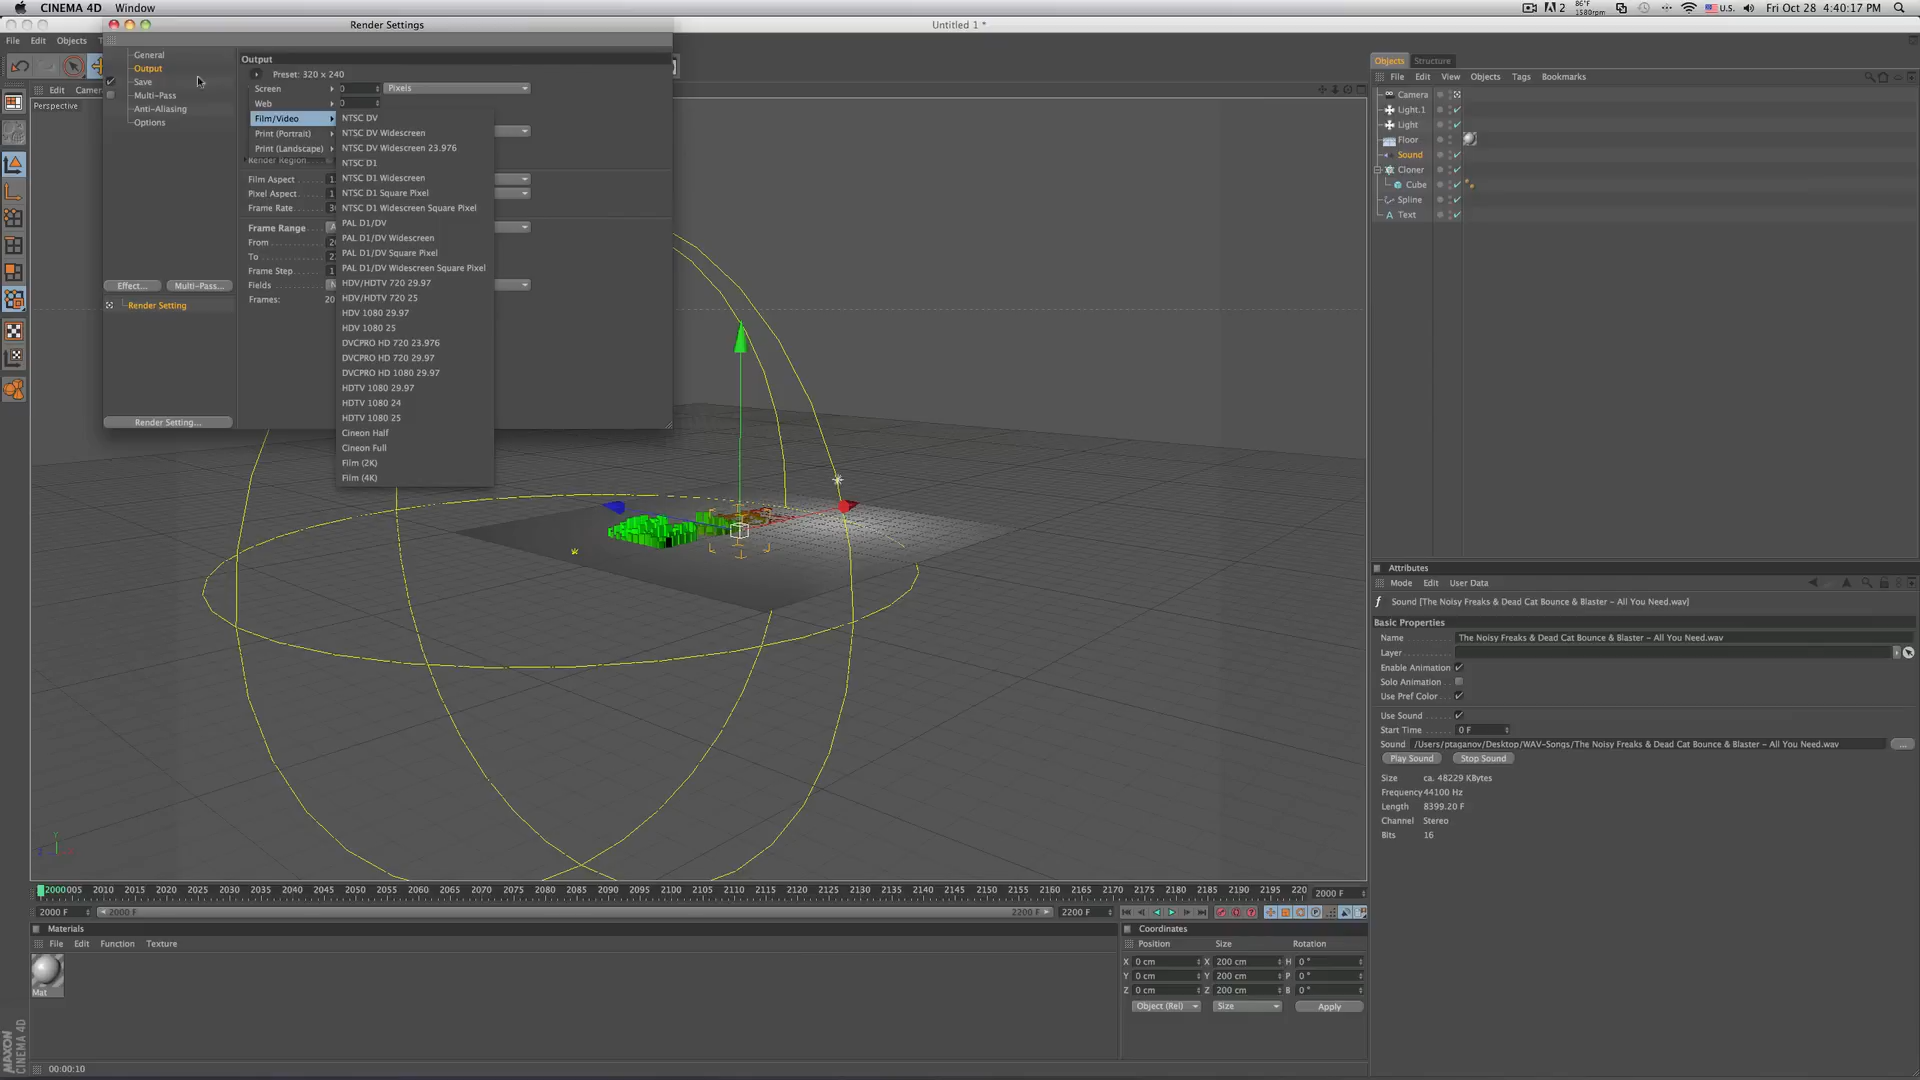 CINEMA 4D Window
2 86°F 1580rpm U.S. Fri Oct 28 4:40:17 PM
Render Settings
Untitled 1 *
File Edit Objects
General
Output
Save
Multi-Pass
Anti-Aliasing
Options
Effect... Multi-Pass...
Render Setting
Render Setting...
Output
Preset: 320 x 240
Screen 0 Pixels
Web 0
Film/Video
Print (Portrait)
Print (Landscape)
Render Region
Film Aspect
Pixel Aspect
Frame Rate
Frame Range
From
To
Frame Step
Fields
Frames: 20
NTSC DV
NTSC DV Widescreen
NTSC DV Widescreen 23.976
NTSC D1
NTSC D1 Widescreen
NTSC D1 Square Pixel
NTSC D1 Widescreen Square Pixel
PAL D1/DV
PAL D1/DV Widescreen
PAL D1/DV Square Pixel
PAL D1/DV Widescreen Square Pixel
HDV/HDTV 720 29.97
HDV/HDTV 720 25
HDV 1080 29.97
HDV 1080 25
DVCPRO HD 720 23.976
DVCPRO HD 720 29.97
DVCPRO HD 1080 29.97
HDTV 1080 29.97
HDTV 1080 24
HDTV 1080 25
Cineon Half
Cineon Full
Film (2K)
Film (4K)
Edit Camer
Perspective
Y
Objects Structure
File Edit View Objects Tags Bookmarks
Camera
Light.1
Light
Floor
Sound
Cloner
Cube
Spline
Text
Attributes
Mode Edit User Data
Sound [The Noisy Freaks & Dead Cat Bounce & Blaster - All You Need.wav]
Basic Properties
Name The Noisy Freaks & Dead Cat Bounce & Blaster - All You Need.wav
Layer
Enable Animation
Solo Animation
Use Pref Color
Use Sound
Start Time 0 F
Sound /Users/ptaganov/Desktop/WAV-Songs/The Noisy Freaks & Dead Cat Bounce & Blaster - All You Need.wav ...
Play Sound Stop Sound
Size ca. 48229 KBytes
Frequency 44100 Hz
Length 8399.20 F
Channel Stereo
Bits 16
2000 005 2010 2015 2020 2025 2030 2035 2040 2045 2050 2055 2060 2065 2070 2075 2080 2085 2090 2095 2100 2105 2110 2115 2120 2125 2130 2135 2140 2145 2150 2155 2160 2165 2170 2175 2180 2185 2190 2195 220 2000 F
2000 F 2000 F 2200 F 2200 F
Materials
File Edit Function Texture
Mat
Coordinates
Position Size Rotation
X 0 cm X 200 cm H 0 °
Y 0 cm Y 200 cm P 0 °
Z 0 cm Z 200 cm B 0 °
Object (Rel) Size Apply
MAXON
CINEMA 4D
00:00:10